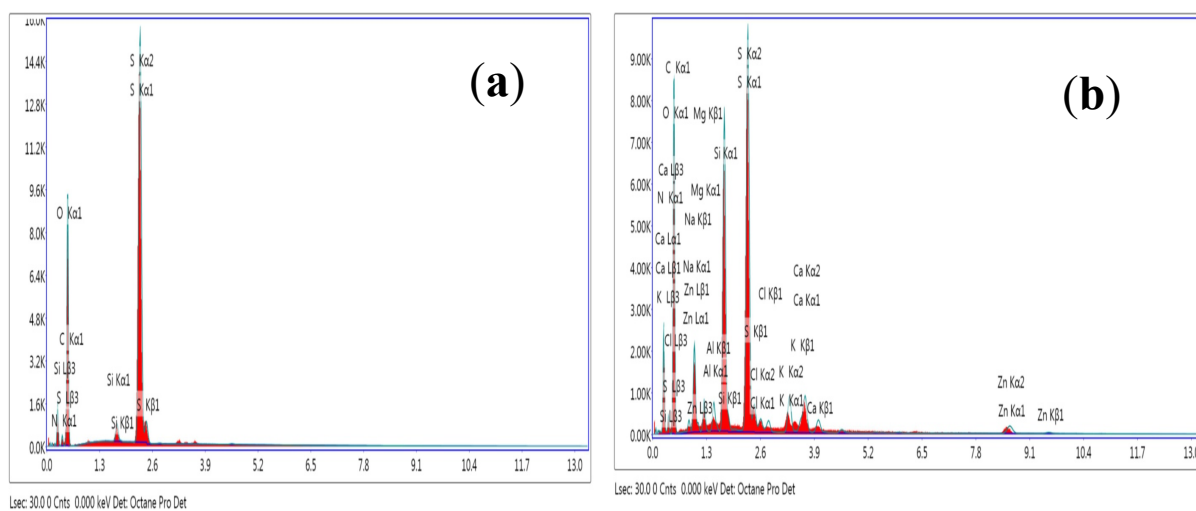 (a)
16.0K
14.4K
12.8K
11.2K
9.6K
8.0K
6.4K
4.8K
3.2K
1.6K
0.0K
S Kα2
S Kα1
O Kα1
C Kα1
Si Lβ3
S Lβ3
N Kα1
Si Kα1
Si Kβ1
S Kβ1
0.0 1.3 2.6 3.9 5.2 6.5 7.8 9.1 10.4 11.7 13.0
Lsec: 30.0 0 Cnts 0.000 keV Det: Octane Pro Det
(b)
9.00K
8.00K
7.00K
6.00K
5.00K
4.00K
3.00K
2.00K
1.00K
0.00K
C Kα1
O Kα1
Ca Lβ3
N Kα1
Ca Lα1
Ca Lβ1
K Lβ3
Cl Lβ3
S Lβ3
Si Lβ3
Mg Kβ1
Si Kα1
Mg Kα1
Na Kβ1
Na Kα1
Zn Lβ1
Zn Lα1
Al Kβ1
Al Kα1
Si Kβ1
Zn Lβ3
S Kα2
S Kα1
Cl Kβ1
S Kβ1
Cl Kα2
Cl Kα1
Ca Kα2
Ca Kα1
K Kβ1
K Kα2
K Kα1
Ca Kβ1
Zn Kα2
Zn Kα1
Zn Kβ1
0.0 1.3 2.6 3.9 5.2 6.5 7.8 9.1 10.4 11.7 13.0
Lsec: 30.0 0 Cnts 0.000 keV Det: Octane Pro Det